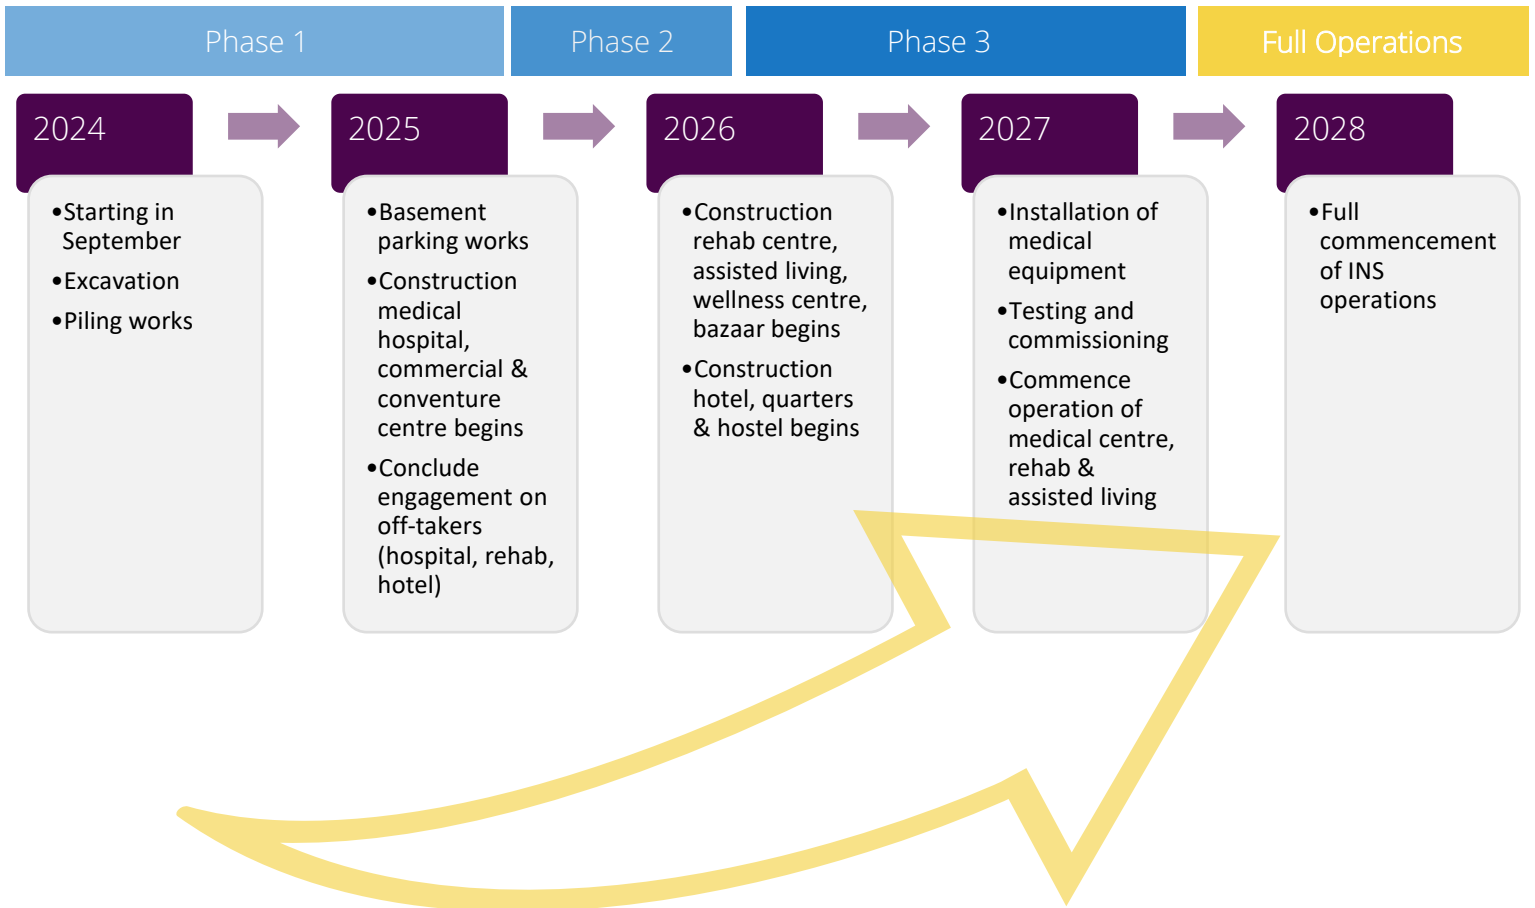 Phase 1
Phase 2
Phase 3
Full Operations
2024
•Starting in
September
•Excavation
•Piling works
2025
•Basement
parking works
•Construction
medical
hospital,
commercial &
conventure
centre begins
•Conclude
engagement on
off-takers
(hospital, rehab,
hotel)
2026
•Construction
rehab centre,
assisted living,
wellness centre,
bazaar begins
•Construction
hotel, quarters
& hostel begins
2027
•Installation of
medical
equipment
•Testing and
commissioning
•Commence
operation of
medical centre,
rehab &
assisted living
2028
•Full
commencement
of INS
operations